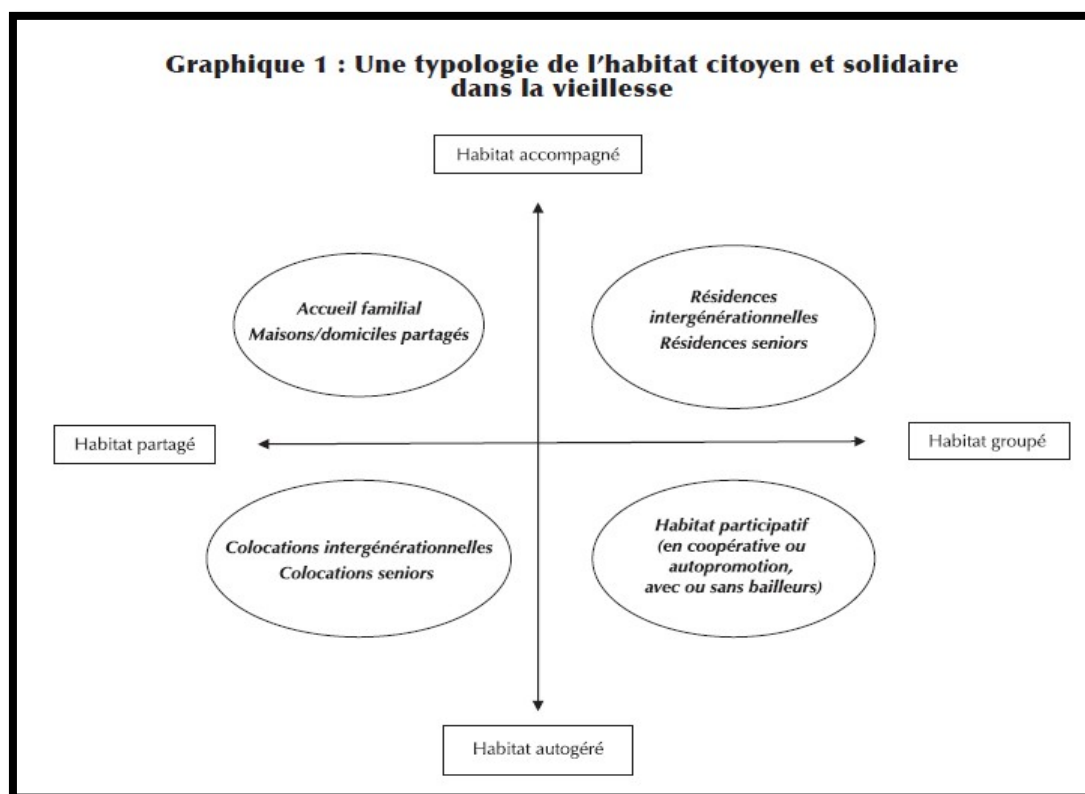 Graphique 1 : Une typologie de l'habitat citoyen et solidaire
dans la vieillesse
Habitat accompagné
Accueil familial
Maisons/domiciles partagés
Résidences
intergénérationnelles
Résidences seniors
Habitat partagé
Habitat groupé
Colocations intergénérationnelles
Colocations seniors
Habitat participatif
(en coopérative ou
autopromotion,
avec ou sans bailleurs)
Habitat autogéré